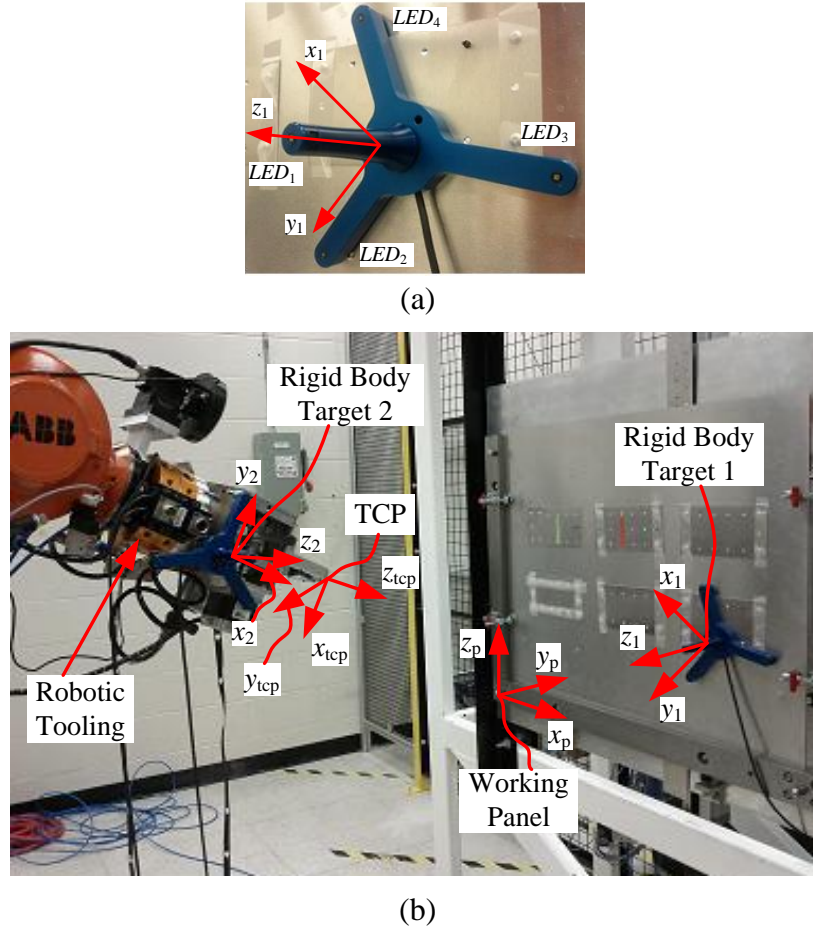 LED4
x1
z1
LED3
LED1
y1
LED2
(a)
ABB
Rigid Body
Target 2
Rigid Body
Target 1
y2
TCP
z2
ztcp
x1
x2
xtcp
zp
yp
z1
ytcp
y1
Robotic
Tooling
xp
Working
Panel
(b)